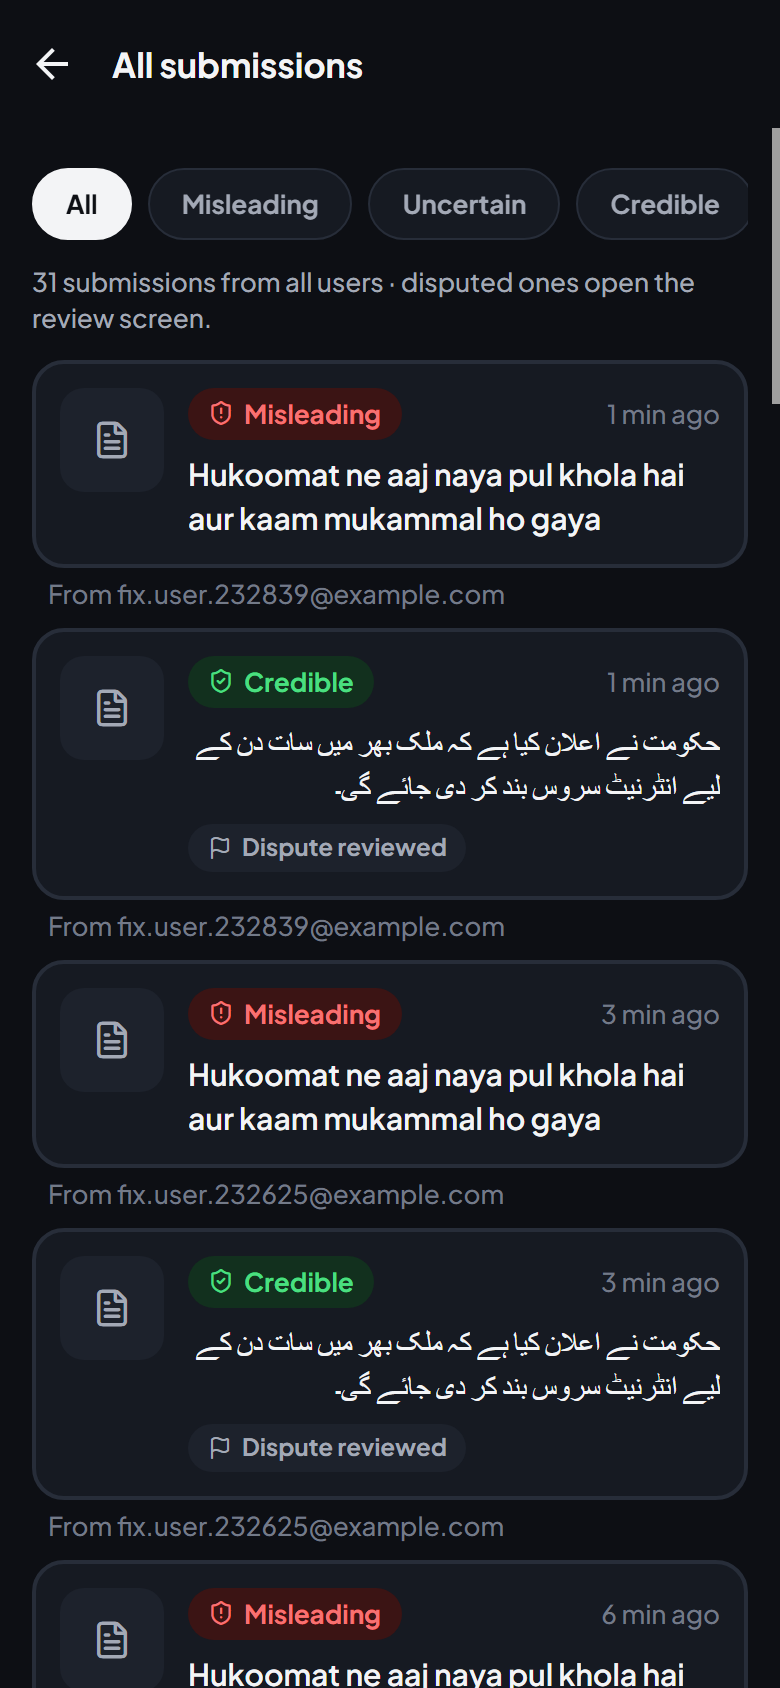 All submissions
All
Misleading
Uncertain
Credible
31 submissions from all users · disputed ones open the
review screen.
Misleading
1 min ago
Hukoomat ne aaj naya pul khola hai
aur kaam mukammal ho gaya
From fix.user.232839@example.com
Credible
1 min ago
حکومت نے اعلان کیا ہے کہ ملک بھر میں سات دن کے
لیے انٹرنیٹ سروس بند کر دی جائے گی۔
Dispute reviewed
From fix.user.232839@example.com
Misleading
3 min ago
Hukoomat ne aaj naya pul khola hai
aur kaam mukammal ho gaya
From fix.user.232625@example.com
Credible
3 min ago
حکومت نے اعلان کیا ہے کہ ملک بھر میں سات دن کے
لیے انٹرنیٹ سروس بند کر دی جائے گی۔
Dispute reviewed
From fix.user.232625@example.com
Misleading
6 min ago
Hukoomat ne aaj naya pul khola hai